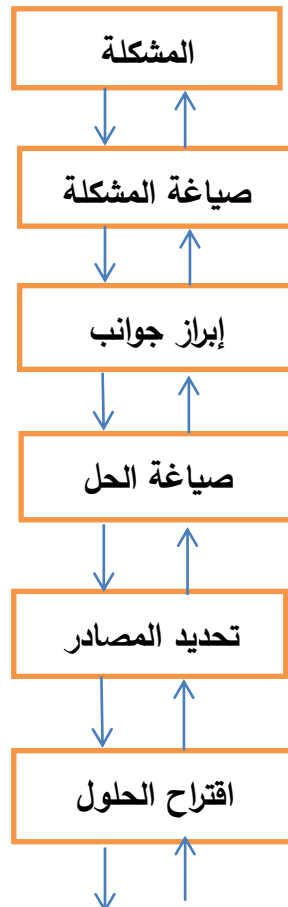 المشكلة
صياغة المشكلة
إبراز جوانب
صياغة الحل
تحديد المصادر
اقتراح الحلول